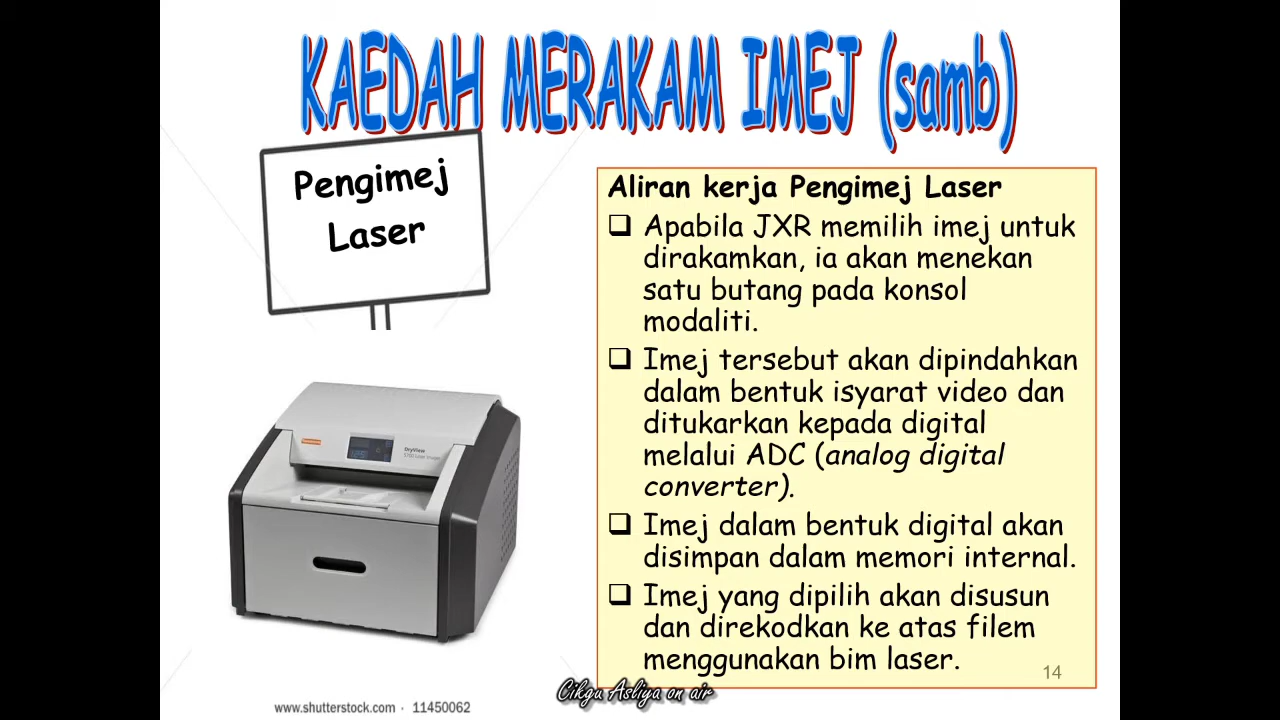 KAEDAH MERAKAM IMEJ (samb)
Pengimej
Laser
Aliran kerja Pengimej Laser
❑ Apabila JXR memilih imej untuk
dirakamkan, ia akan menekan
satu butang pada konsol
modaliti.
❑ Imej tersebut akan dipindahkan
dalam bentuk isyarat video dan
ditukarkan kepada digital
melalui ADC (analog digital
converter).
❑ Imej dalam bentuk digital akan
disimpan dalam memori internal.
❑ Imej yang dipilih akan disusun
dan direkodkan ke atas filem
menggunakan bim laser.
14
DryView
Laser Imager
Cikgu Asliya on air
www.shutterstock.com · 11450062